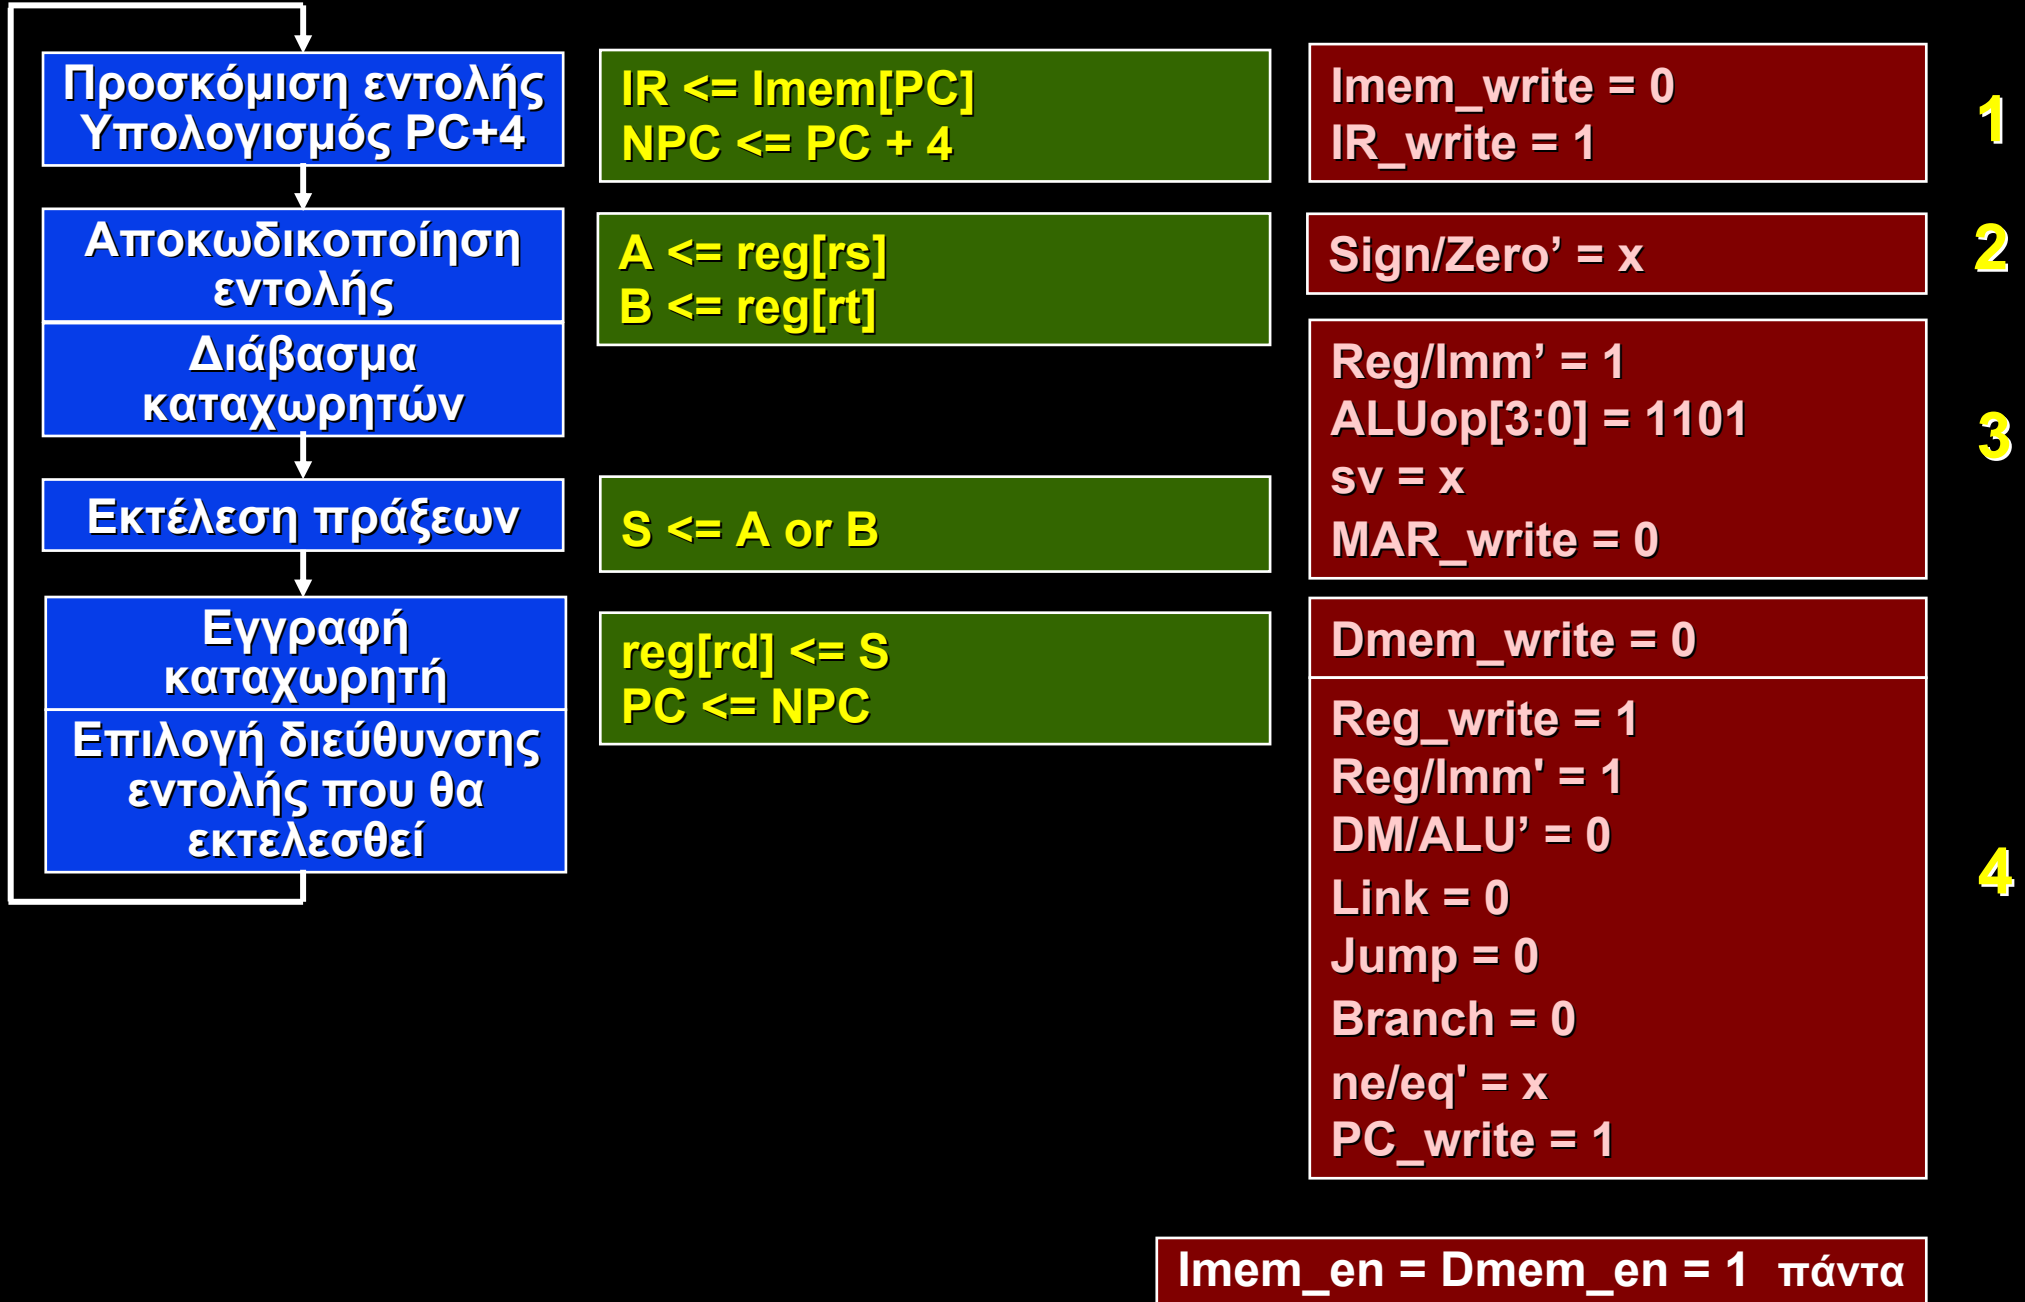 Προσκόμιση εντολής
Υπολογισμός PC+4
IR <= Imem[PC]
NPC <= PC + 4
Imem_write = 0
IR_write = 1
1
Αποκωδικοποίηση
εντολής
Διάβασμα
καταχωρητών
A <= reg[rs]
B <= reg[rt]
Sign/Zero’ = x
2
Reg/Imm’ = 1
ALUop[3:0] = 1101
sv = x
MAR_write = 0
3
Εκτέλεση πράξεων
S <= A or B
Εγγραφή
καταχωρητή
Επιλογή διεύθυνσης
εντολής που θα
εκτελεσθεί
reg[rd] <= S
PC <= NPC
Dmem_write = 0
Reg_write = 1
Reg/Imm' = 1
DM/ALU’ = 0
Link = 0
Jump = 0
Branch = 0
ne/eq' = x
PC_write = 1
4
Imem_en = Dmem_en = 1 πάντα